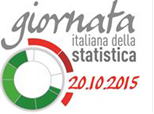 giornata
italiana della
statistica
20.10.2015